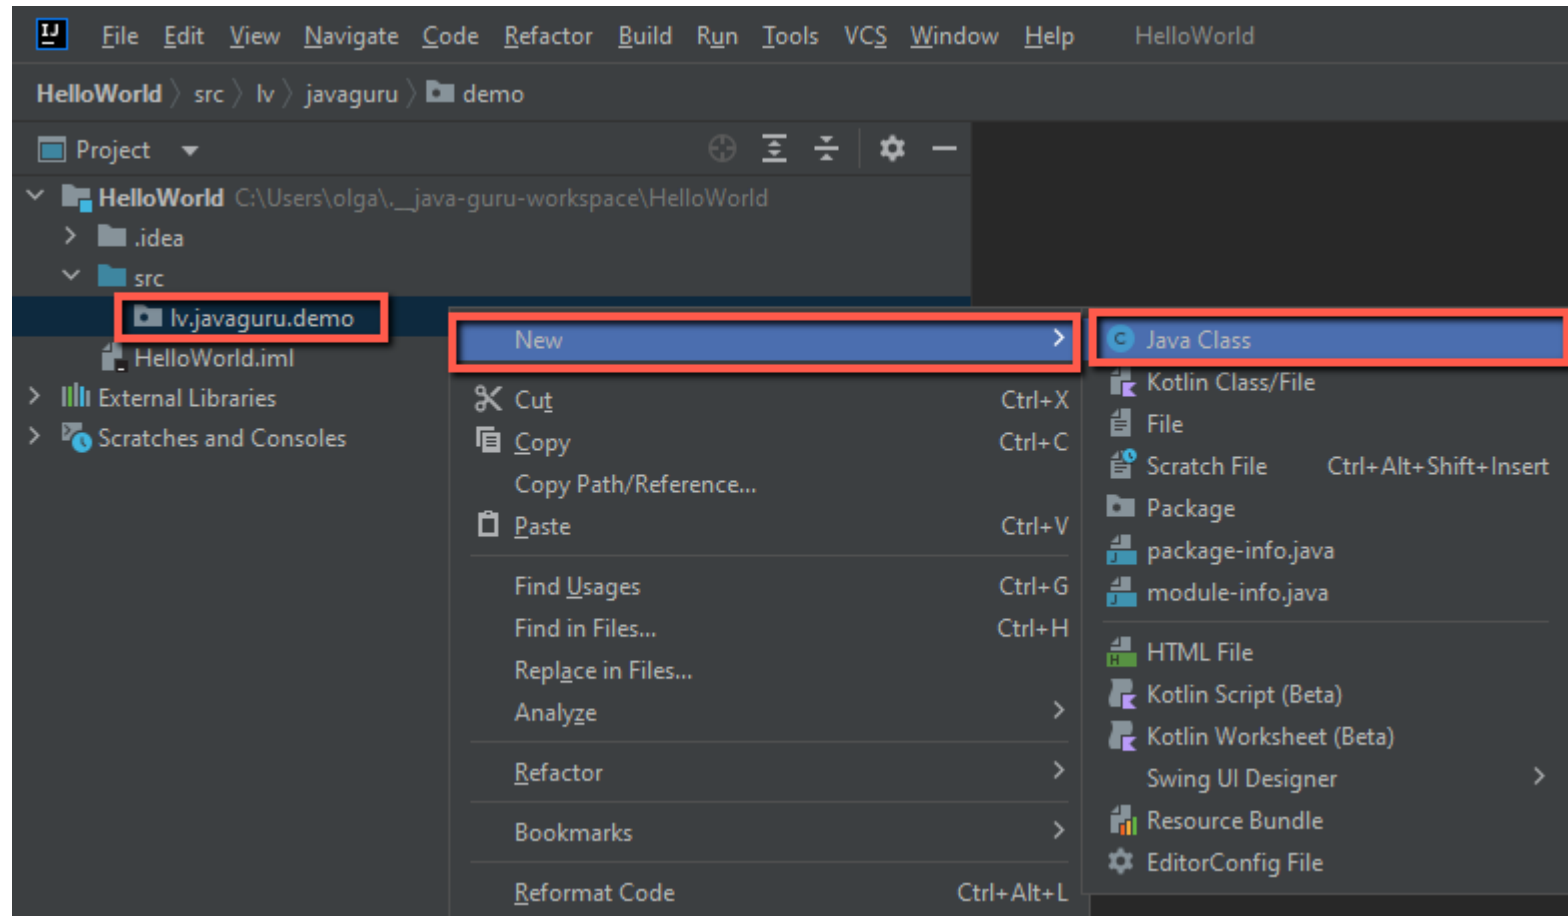 IJ File Edit View Navigate Code Refactor Build Run Tools VCS Window Help HelloWorld
HelloWorld src lv javaguru demo
Project
HelloWorld C:\Users\olga\.__java-guru-workspace\HelloWorld
.idea
src
lv.javaguru.demo
HelloWorld.iml
External Libraries
Scratches and Consoles
New
Cut Ctrl+X
Copy Ctrl+C
Copy Path/Reference...
Paste Ctrl+V
Find Usages Ctrl+G
Find in Files... Ctrl+H
Replace in Files...
Analyze
Refactor
Bookmarks
Reformat Code Ctrl+Alt+L
Java Class
Kotlin Class/File
File
Scratch File Ctrl+Alt+Shift+Insert
Package
package-info.java
module-info.java
HTML File
Kotlin Script (Beta)
Kotlin Worksheet (Beta)
Swing UI Designer
Resource Bundle
EditorConfig File